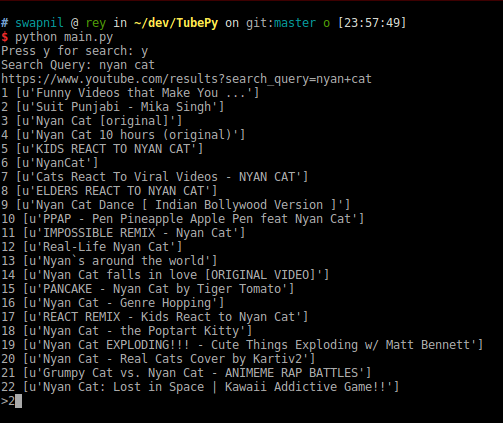 # swapnil @ rey in ~/dev/TubePy on git:master o [23:57:49]
$ python main.py
Press y for search: y
Search Query: nyan cat
https://www.youtube.com/results?search_query=nyan+cat
1 [u'Funny Videos that Make You ...']
2 [u'Suit Punjabi - Mika Singh']
3 [u'Nyan Cat [original]']
4 [u'Nyan Cat 10 hours (original)']
5 [u'KIDS REACT TO NYAN CAT']
6 [u'NyanCat']
7 [u'Cats React To Viral Videos - NYAN CAT']
8 [u'ELDERS REACT TO NYAN CAT']
9 [u'Nyan Cat Dance [ Indian Bollywood Version ]']
10 [u'PPAP - Pen Pineapple Apple Pen feat Nyan Cat']
11 [u'IMPOSSIBLE REMIX - Nyan Cat']
12 [u'Real-Life Nyan Cat']
13 [u'Nyan`s around the world']
14 [u'Nyan Cat falls in love [ORIGINAL VIDEO]']
15 [u'PANCAKE - Nyan Cat by Tiger Tomato']
16 [u'Nyan Cat - Genre Hopping']
17 [u'REACT REMIX - Kids React to Nyan Cat']
18 [u'Nyan Cat - the Poptart Kitty']
19 [u'Nyan Cat EXPLODING!!! - Cute Things Exploding w/ Matt Bennett']
20 [u'Nyan Cat - Real Cats Cover by Kartiv2']
21 [u'Grumpy Cat vs. Nyan Cat - ANIMEME RAP BATTLES']
22 [u'Nyan Cat: Lost in Space | Kawaii Addictive Game!!']
>2